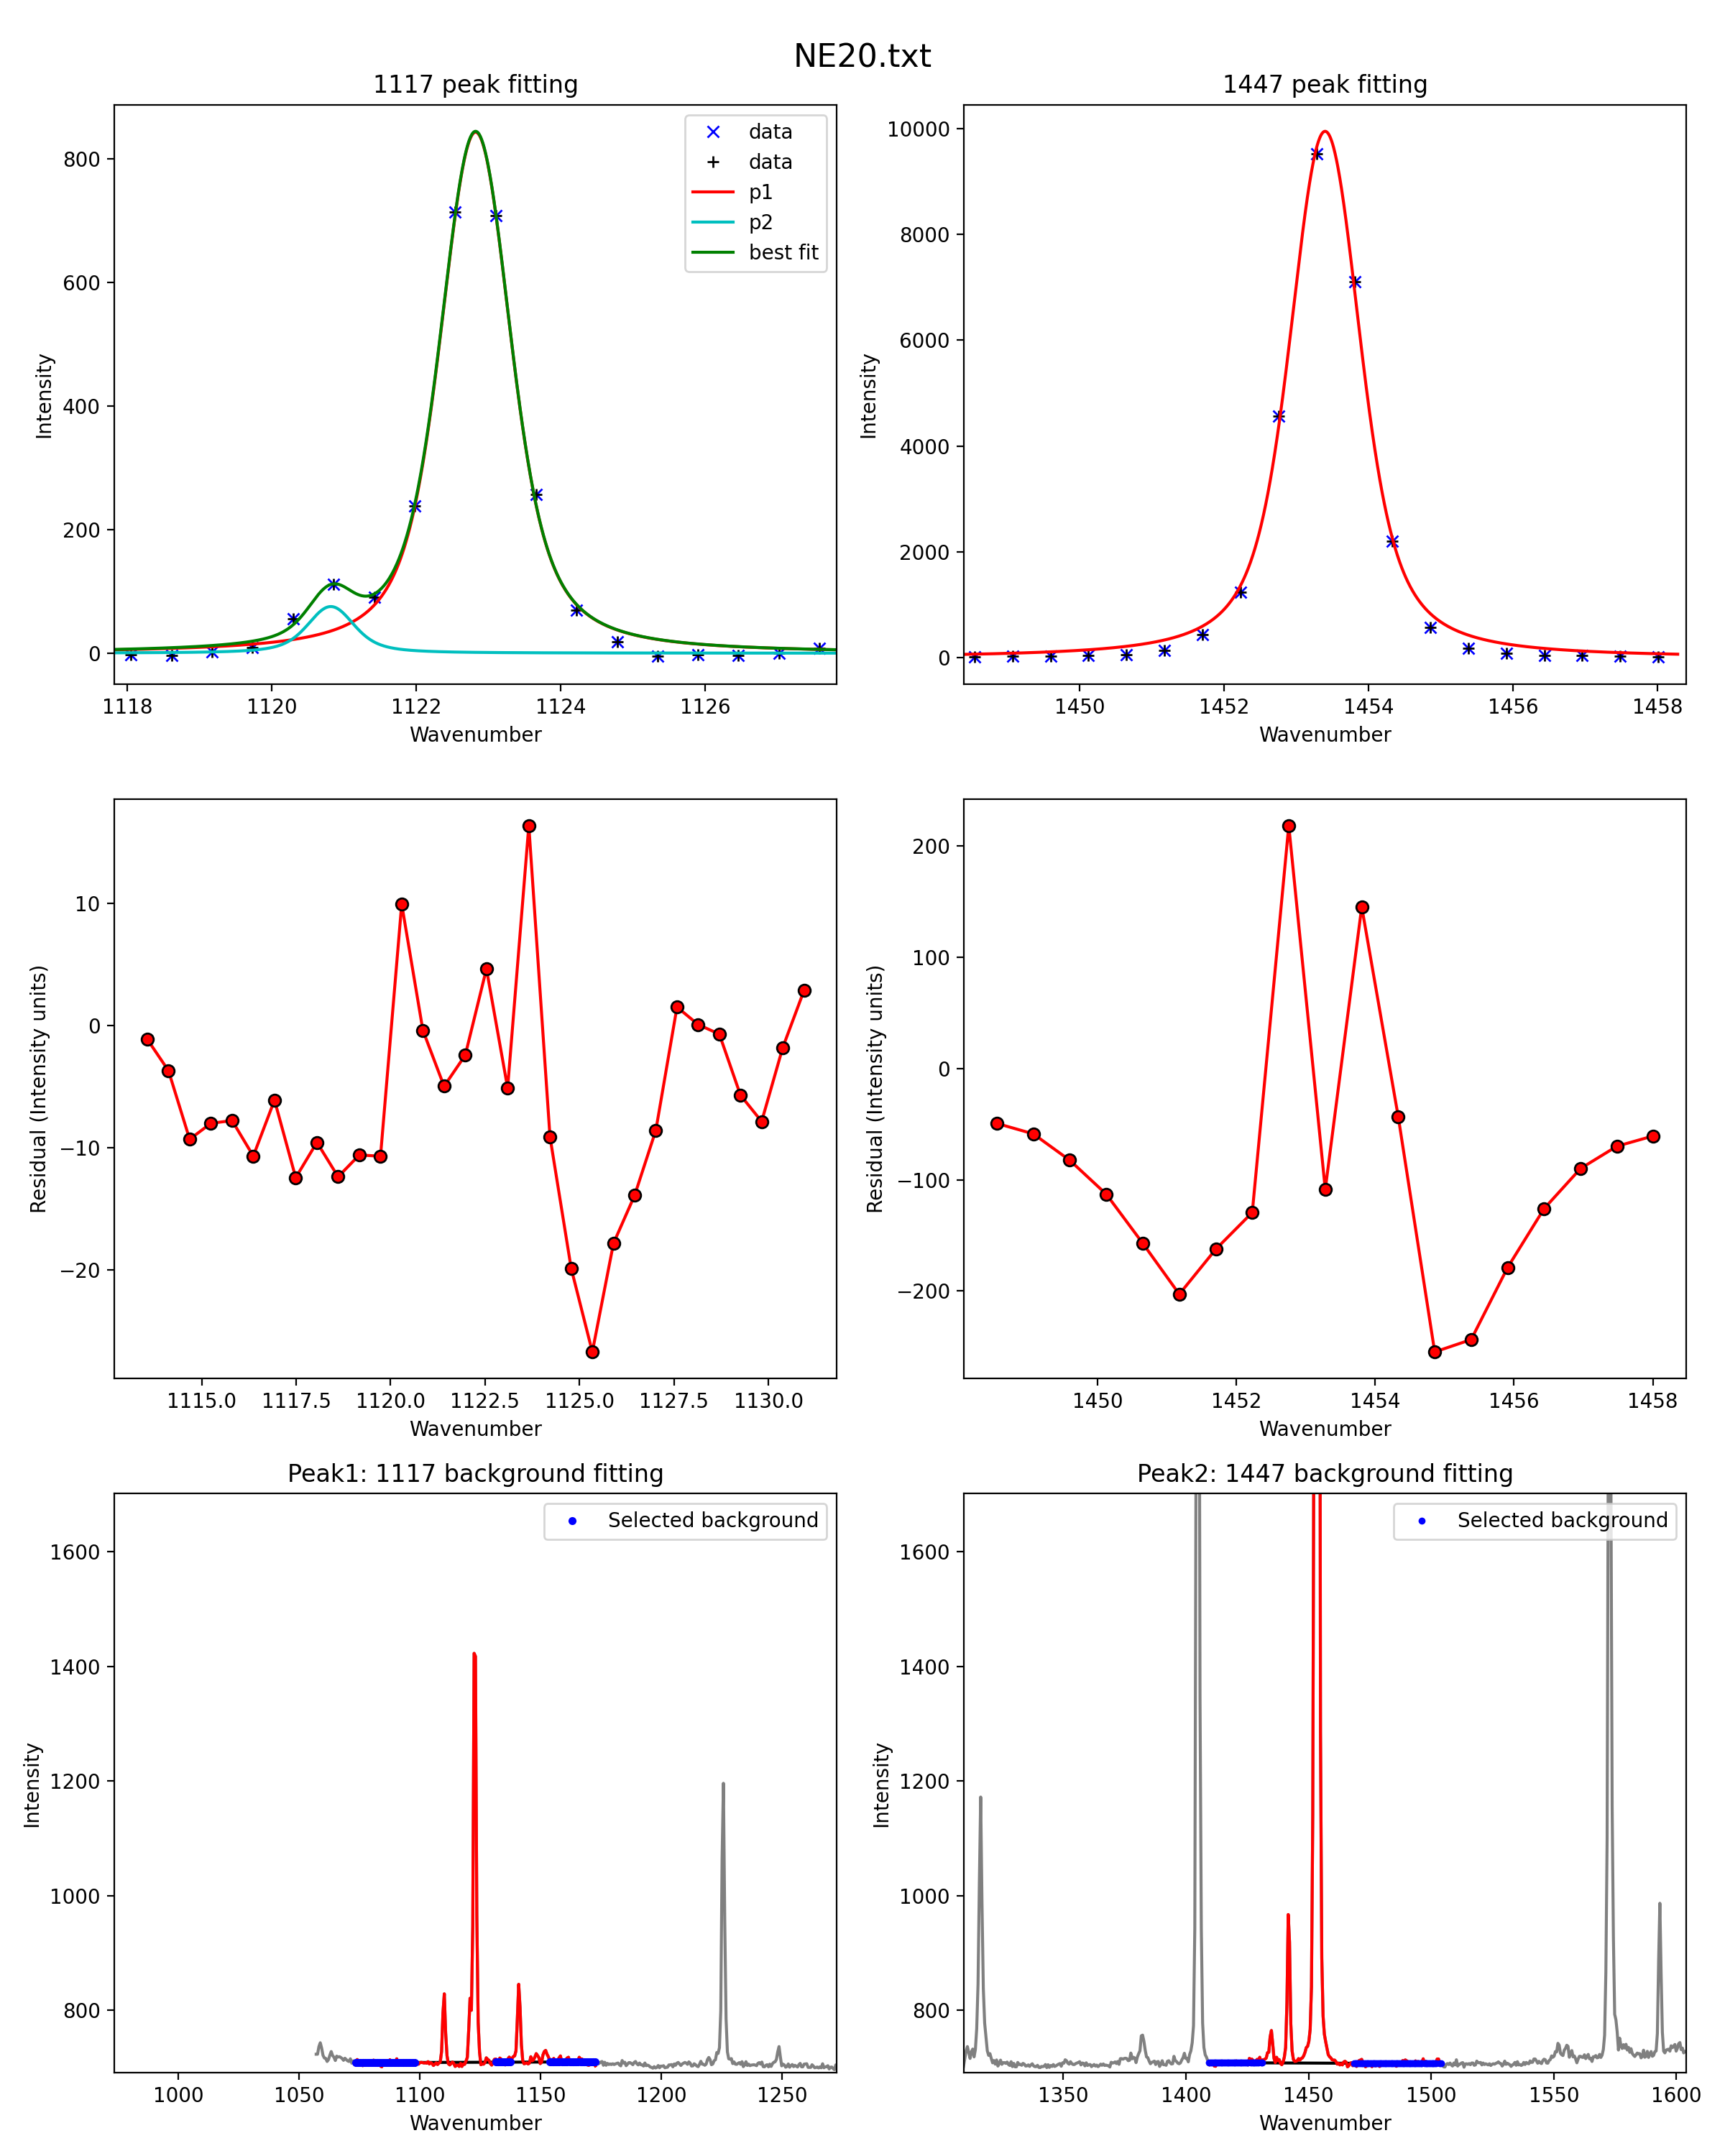 NE20.txt
1117 peak fitting
1447 peak fitting
data
data
p1
p2
best fit
800
600
400
200
0
Intensity
1118 1120 1122 1124 1126
Wavenumber
10000
8000
6000
4000
2000
0
Intensity
1450 1452 1454 1456 1458
Wavenumber
10
0
−10
−20
Residual (Intensity units)
1115.0 1117.5 1120.0 1122.5 1125.0 1127.5 1130.0
Wavenumber
200
100
0
−100
−200
Residual (Intensity units)
1450 1452 1454 1456 1458
Wavenumber
Peak1: 1117 background fitting
Selected background
1600
1400
1200
1000
800
Intensity
1000 1050 1100 1150 1200 1250
Wavenumber
Peak2: 1447 background fitting
Selected background
1600
1400
1200
1000
800
Intensity
1350 1400 1450 1500 1550 1600
Wavenumber